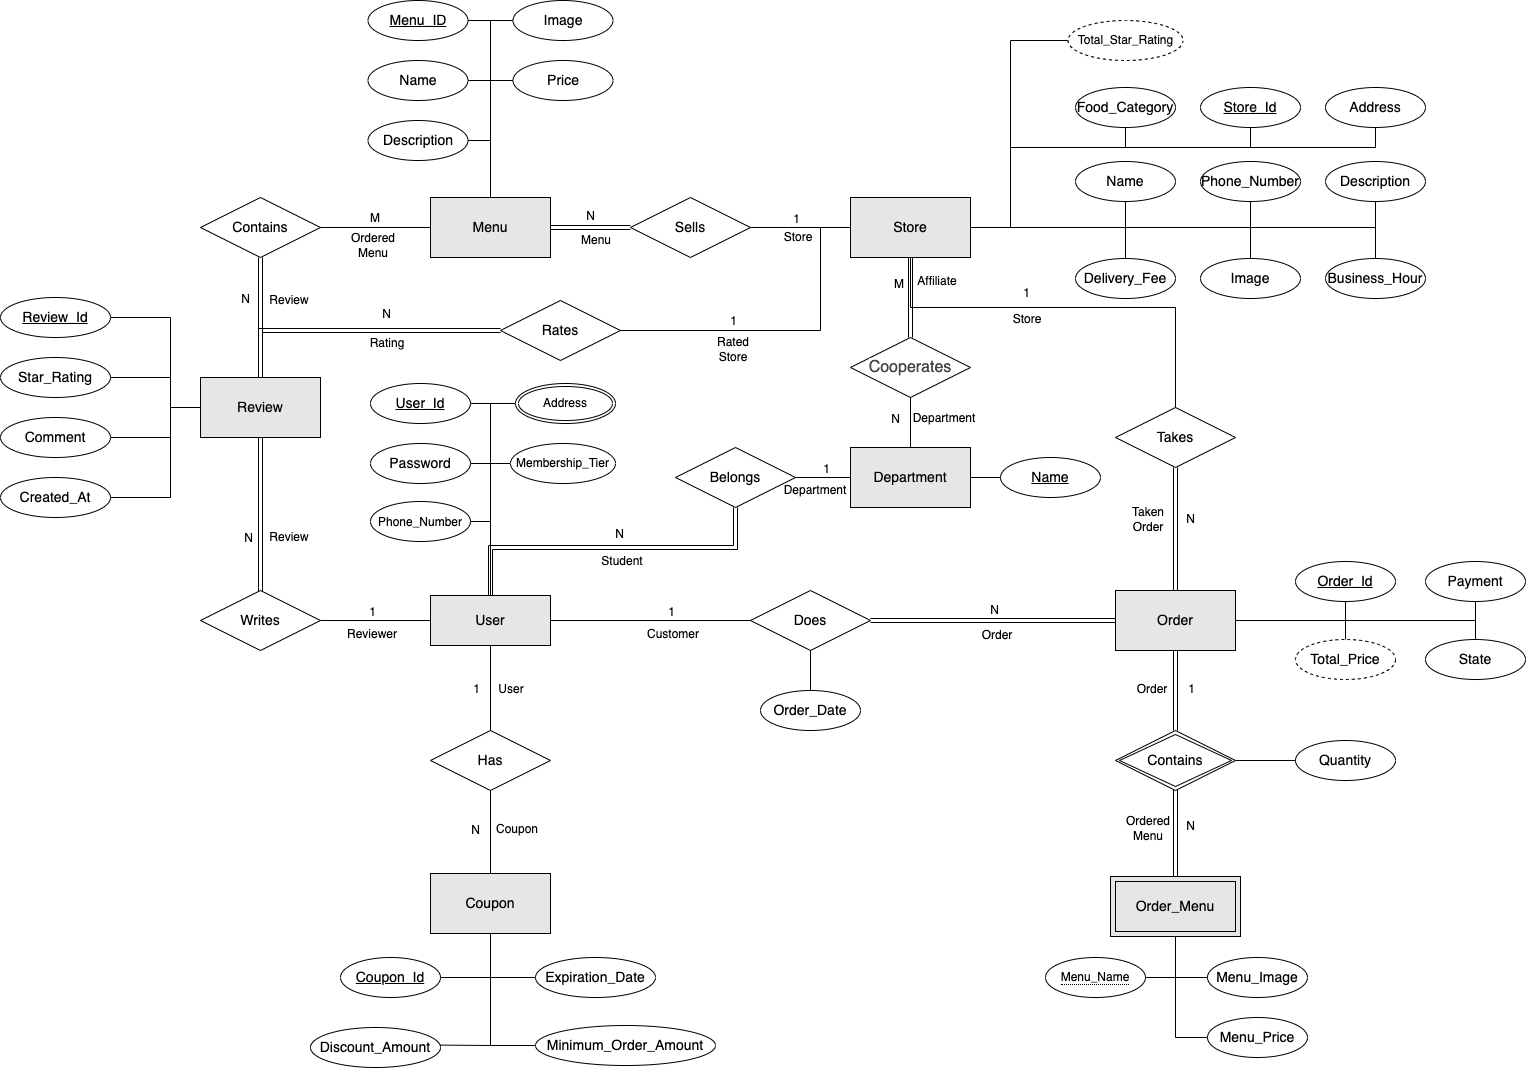 Menu_ID
Image
Name
Price
Description
Total_Star_Rating
Food_Category
Store_Id
Address
Name
Phone_Number
Description
Delivery_Fee
Image
Business_Hour
Contains
M
Ordered
Menu
Menu
N
Menu
Sells
1
Store
Store
N
Review
M
Affiliate
1
Store
Review_Id
Star_Rating
Comment
Created_At
Review
N
Rating
Rates
1
Rated
Store
Cooperates
N
Department
User_Id
Address
Password
Membership_Tier
Phone_Number
Belongs
1
Department
Department
Name
Takes
Taken
Order
N
N
Student
N
Review
Writes
1
Reviewer
User
1
Customer
Does
N
Order
Order
Order_Id
Payment
Total_Price
State
Order_Date
1
User
Order
1
Has
Contains
Quantity
N
Coupon
Ordered
Menu
N
Coupon
Order_Menu
Coupon_Id
Expiration_Date
Discount_Amount
Minimum_Order_Amount
Menu_Name
Menu_Image
Menu_Price